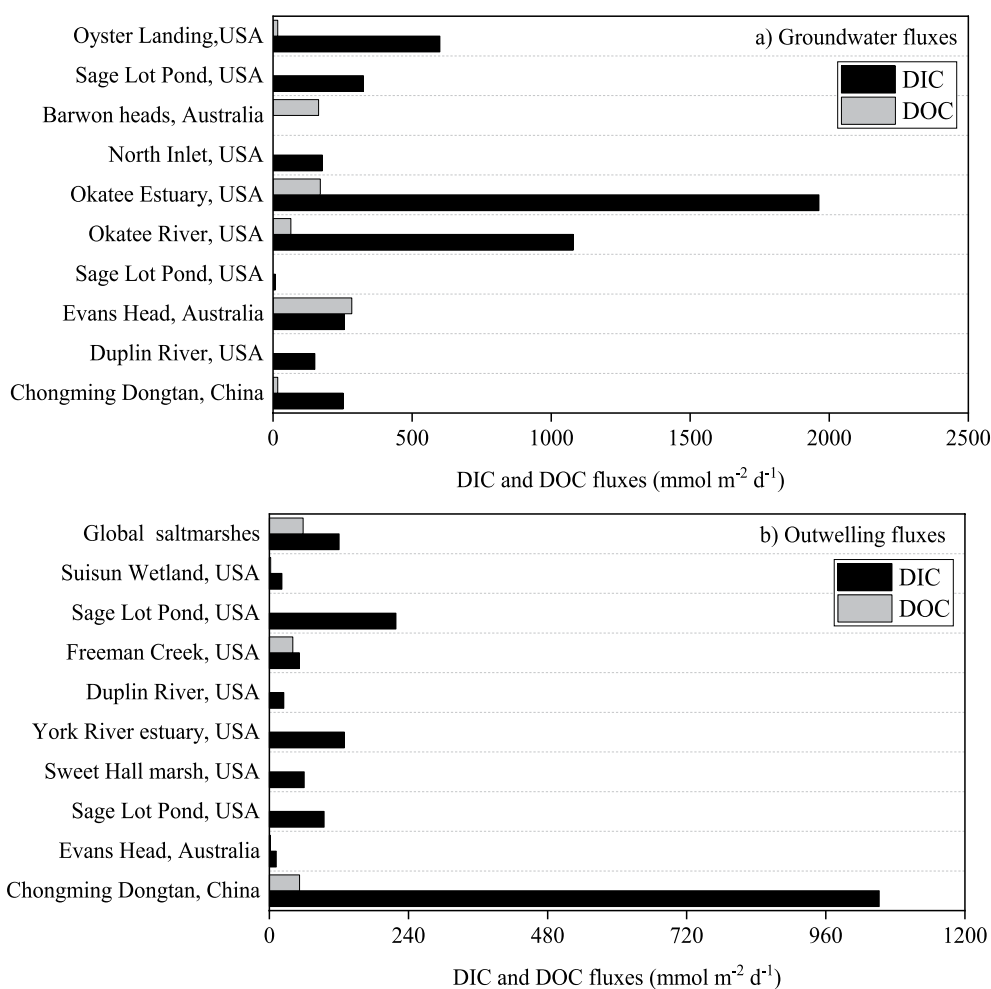 Oyster Landing,USA
a) Groundwater fluxes
Sage Lot Pond, USA
DIC
DOC
Barwon heads, Australia
North Inlet, USA
Okatee Estuary, USA
Okatee River, USA
Sage Lot Pond, USA
Evans Head, Australia
Duplin River, USA
Chongming Dongtan, China
0 500 1000 1500 2000 2500
DIC and DOC fluxes (mmol m⁻² d⁻¹)
Global saltmarshes
b) Outwelling fluxes
Suisun Wetland, USA
DIC
DOC
Sage Lot Pond, USA
Freeman Creek, USA
Duplin River, USA
York River estuary, USA
Sweet Hall marsh, USA
Sage Lot Pond, USA
Evans Head, Australia
Chongming Dongtan, China
0 240 480 720 960 1200
DIC and DOC fluxes (mmol m⁻² d⁻¹)